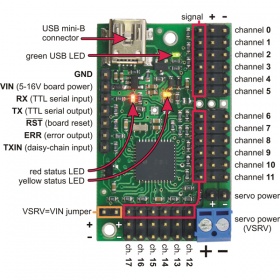 signal
+ −
USB mini-B
connector
green USB LED
channel 0
channel 1
channel 2
channel 3
channel 4
channel 5
GND
VIN (5-16V board power)
RX (TTL serial input)
TX (TTL serial output)
RST (board reset)
ERR (error output)
TXIN (daisy-chain input)
channel 6
channel 7
channel 8
channel 9
channel 10
channel 11
red status LED
yellow status LED
servo power
VSRV=VIN jumper
servo power
(VSRV)
+
−
ch. 17
ch. 16
ch. 15
ch. 14
ch. 13
ch. 12
+ −